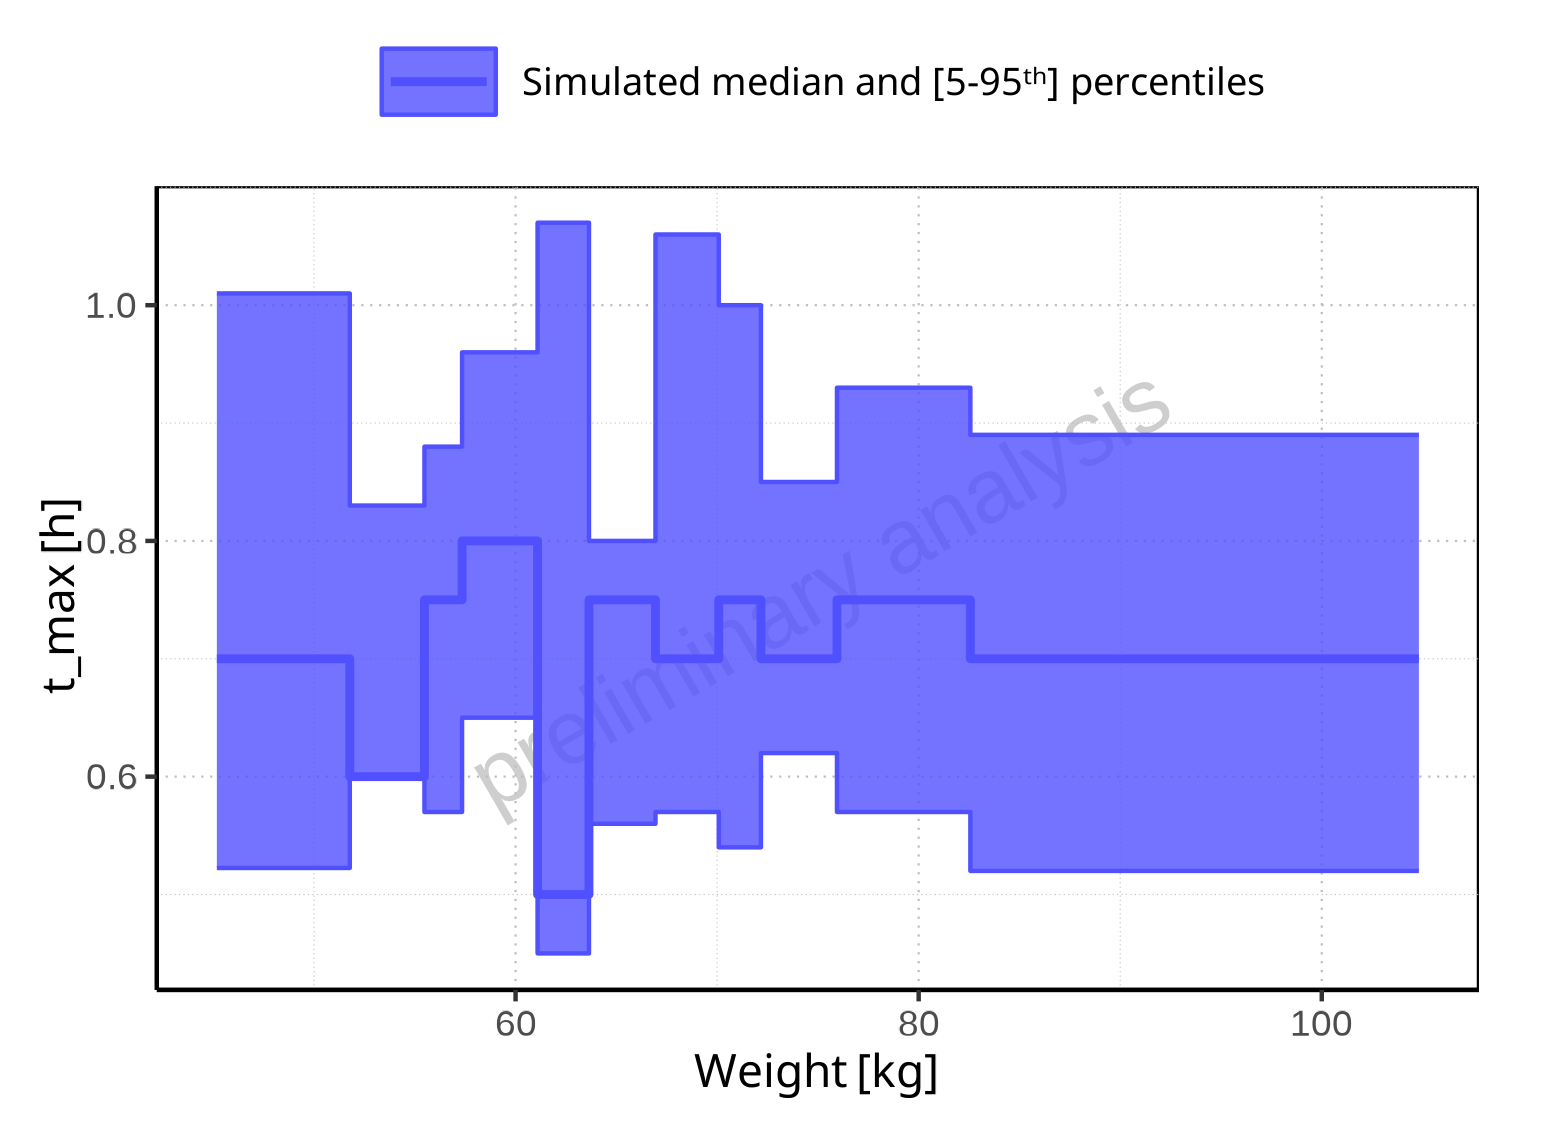 Simulated median and [5-95ᵗʰ] percentiles
1.0
0.8
0.6
t_max [h]
preliminary analysis
60
80
100
Weight [kg]